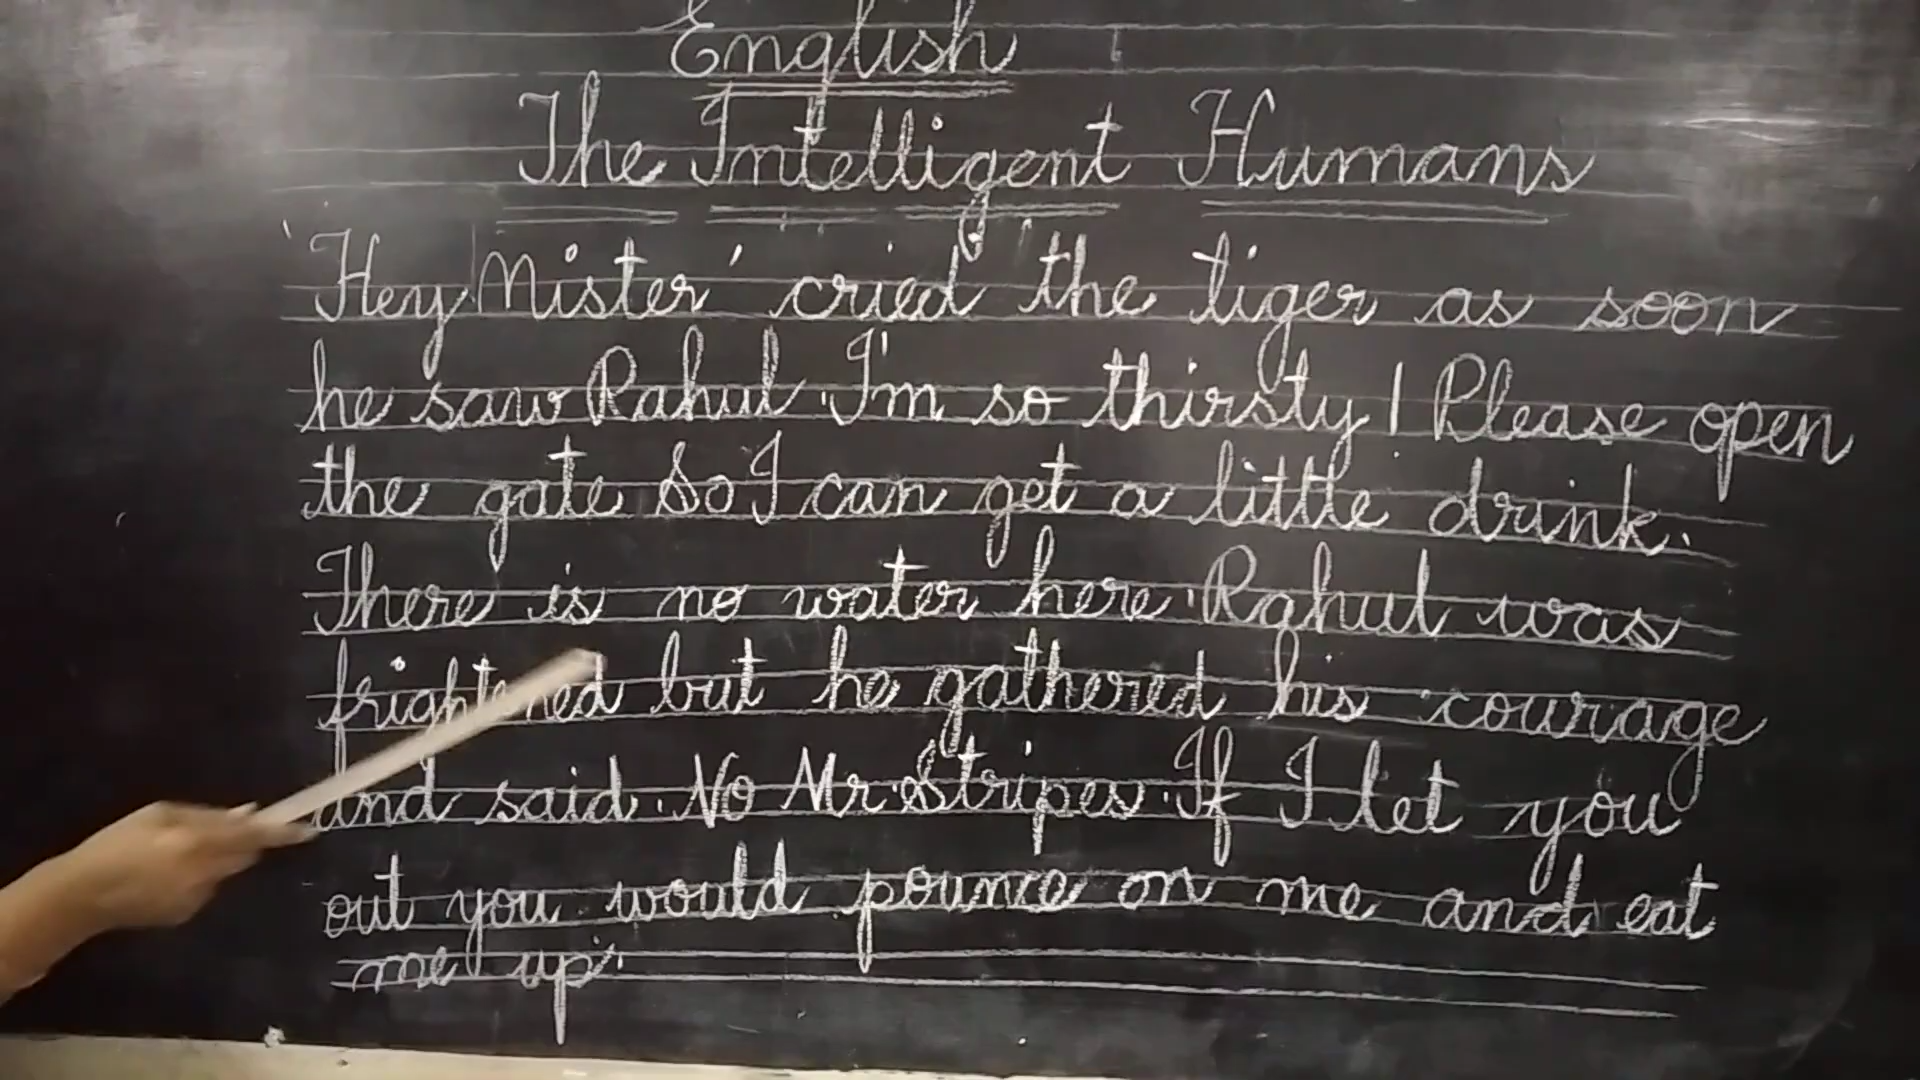 English
The Intelligent Humans
'Hey Mister' cried the tiger as soon
he saw Rahul. I'm so thirsty! Please open
the gate so I can get a little drink.
There is no water here. Rahul was
frightened but he gathered his courage
and said. No Mr. Stripes. If I let you
out you would pounce on me and eat
me up.